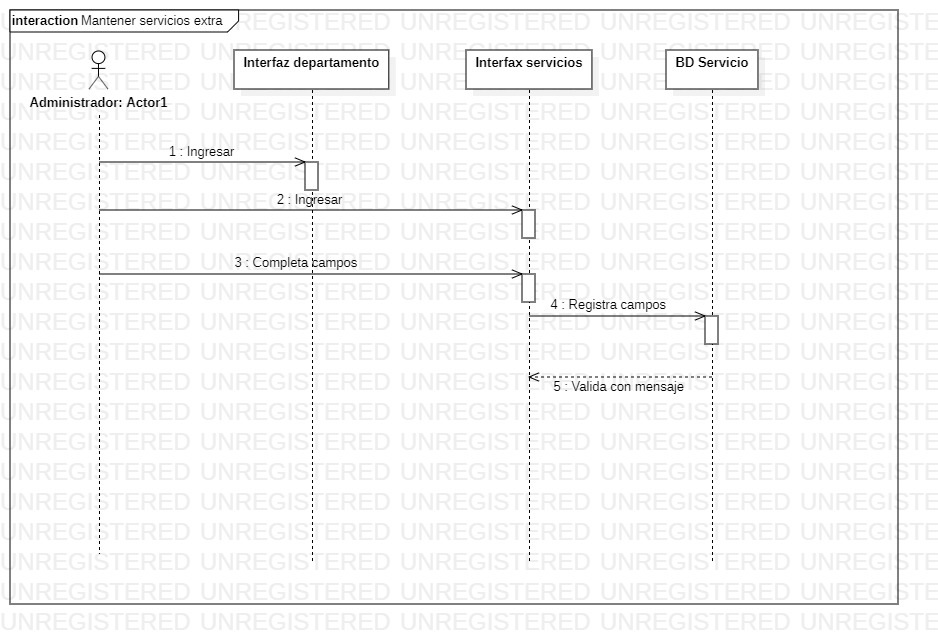 interaction Mantener servicios extra
Administrador: Actor1
Interfaz departamento
Interfax servicios
BD Servicio
1 : Ingresar
2 : Ingresar
3 : Completa campos
4 : Registra campos
5 : Valida con mensaje
UNREGISTERED UNREGISTERED UNREGISTERED UNREGISTERED UNREGISTERED